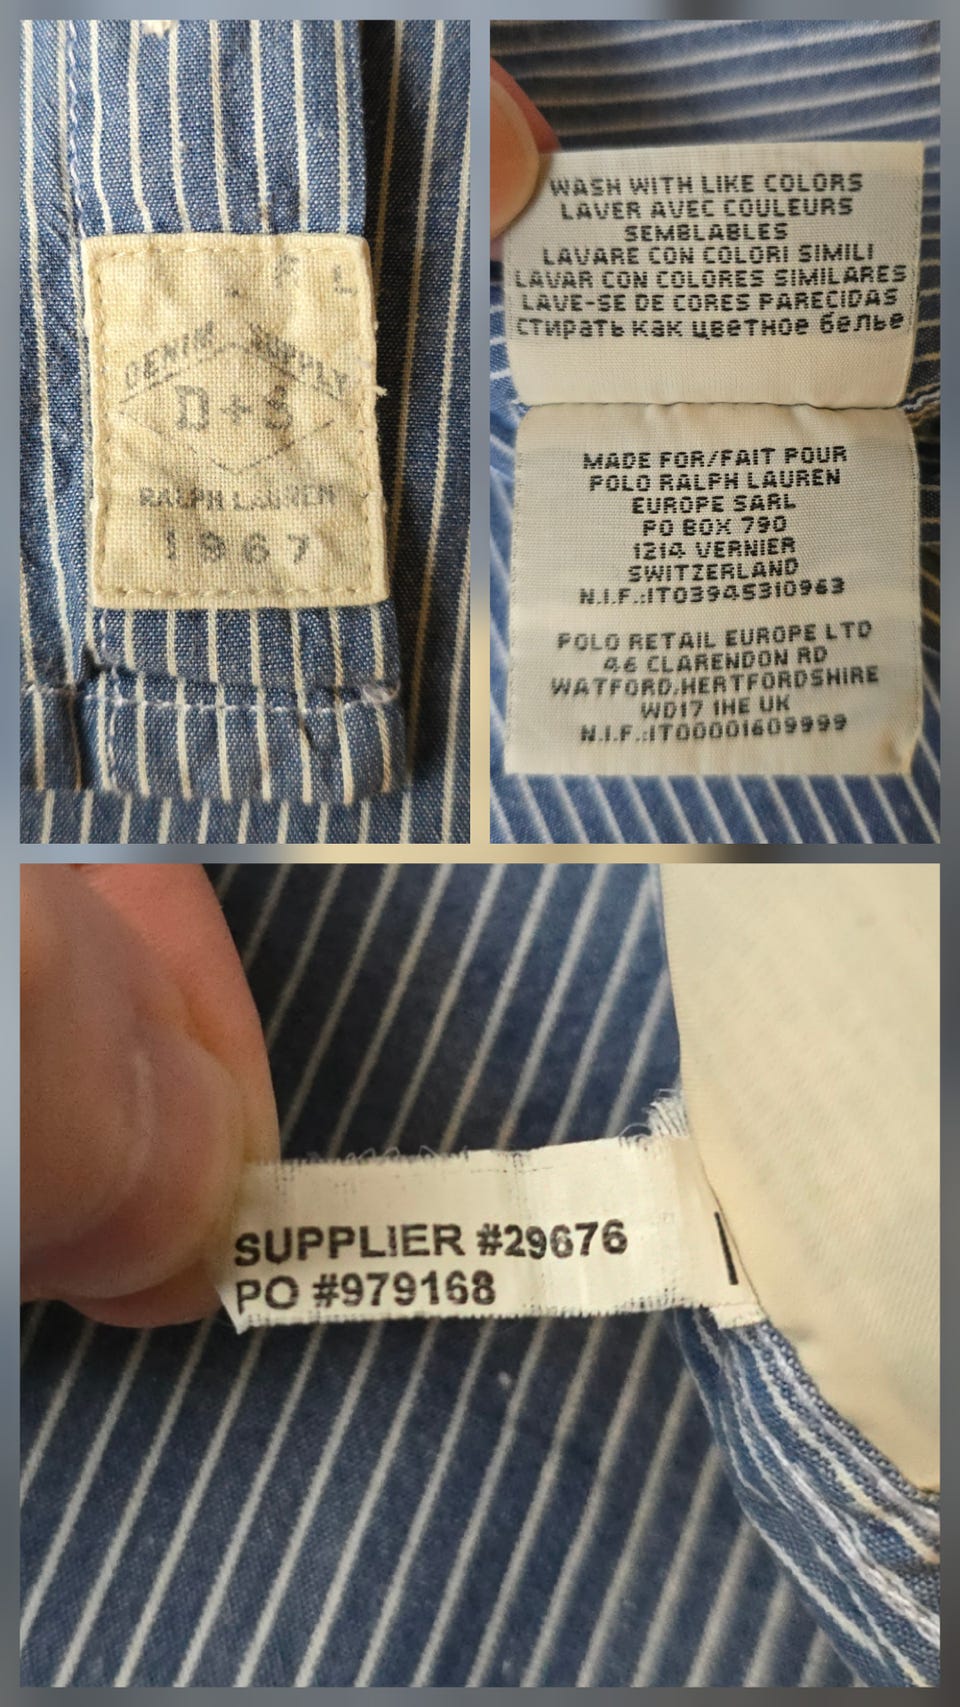 R L
DENIM SUPPLY
D+S
RALPH LAUREN
1967
WASH WITH LIKE COLORS
LAVER AVEC COULEURS
SEMBLABLES
LAVARE CON COLORI SIMILI
LAVAR CON COLORES SIMILARES
LAVE-SE DE CORES PARECIDAS
стирать как цветное белье
MADE FOR/FAIT POUR
POLO RALPH LAUREN
EUROPE SARL
PO BOX 790
1214 VERNIER
SWITZERLAND
N.I.F.:IT03945310963
POLO RETAIL EUROPE LTD
46 CLARENDON RD
WATFORD,HERTFORDSHIRE
WD17 1HE UK
N.I.F.:IT00001609999
SUPPLIER #29676
PO #979168